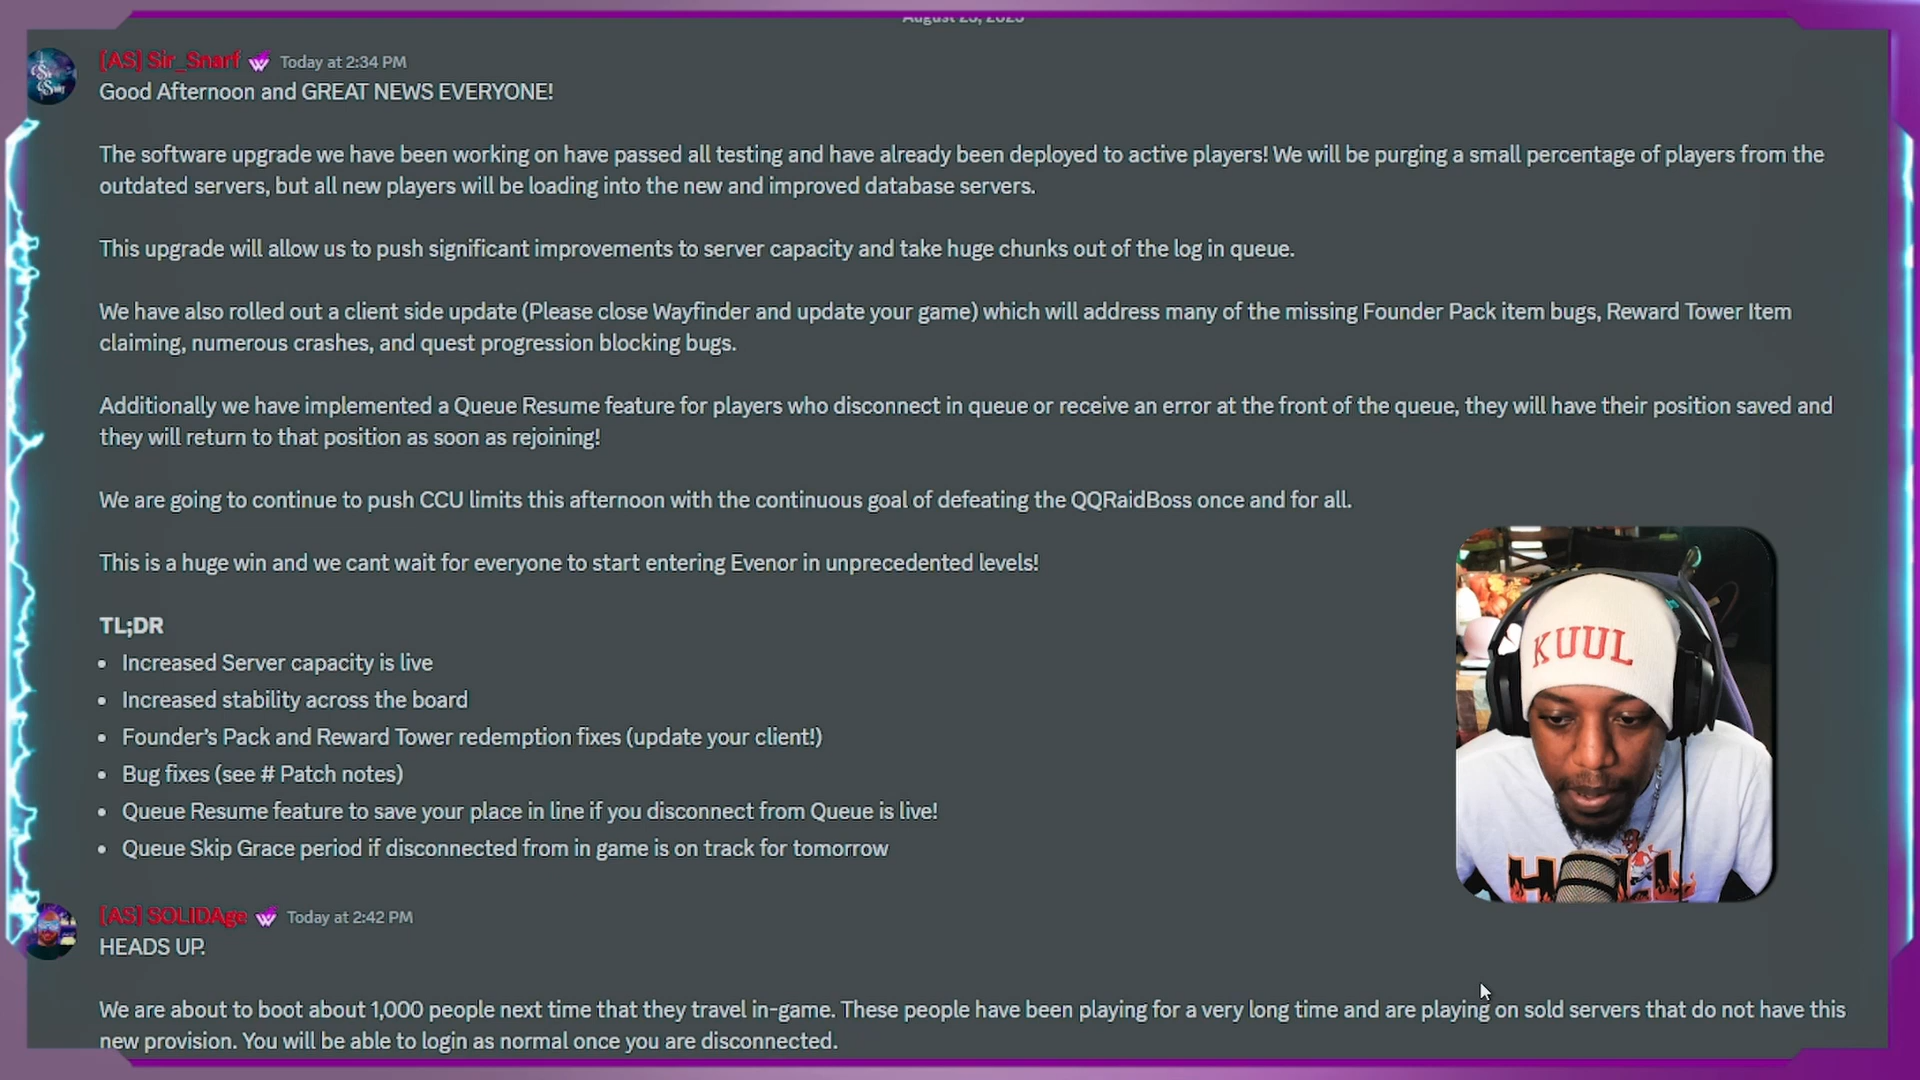 August 25, 2023
[AS] Sir_Snarf Today at 2:34 PM
Good Afternoon and GREAT NEWS EVERYONE!
The software upgrade we have been working on have passed all testing and have already been deployed to active players! We will be purging a small percentage of players from the
outdated servers, but all new players will be loading into the new and improved database servers.
This upgrade will allow us to push significant improvements to server capacity and take huge chunks out of the log in queue.
We have also rolled out a client side update (Please close Wayfinder and update your game) which will address many of the missing Founder Pack item bugs, Reward Tower Item
claiming, numerous crashes, and quest progression blocking bugs.
Additionally we have implemented a Queue Resume feature for players who disconnect in queue or receive an error at the front of the queue, they will have their position saved and
they will return to that position as soon as rejoining!
We are going to continue to push CCU limits this afternoon with the continuous goal of defeating the QQRaidBoss once and for all.
This is a huge win and we cant wait for everyone to start entering Evenor in unprecedented levels!
TL;DR
• Increased Server capacity is live
• Increased stability across the board
• Founder's Pack and Reward Tower redemption fixes (update your client!)
• Bug fixes (see # Patch notes)
• Queue Resume feature to save your place in line if you disconnect from Queue is live!
• Queue Skip Grace period if disconnected from in game is on track for tomorrow
KUUL
[AS] SOLIDAge Today at 2:42 PM
HEADS UP.
We are about to boot about 1,000 people next time that they travel in-game. These people have been playing for a very long time and are playing on sold servers that do not have this
new provision. You will be able to login as normal once you are disconnected.